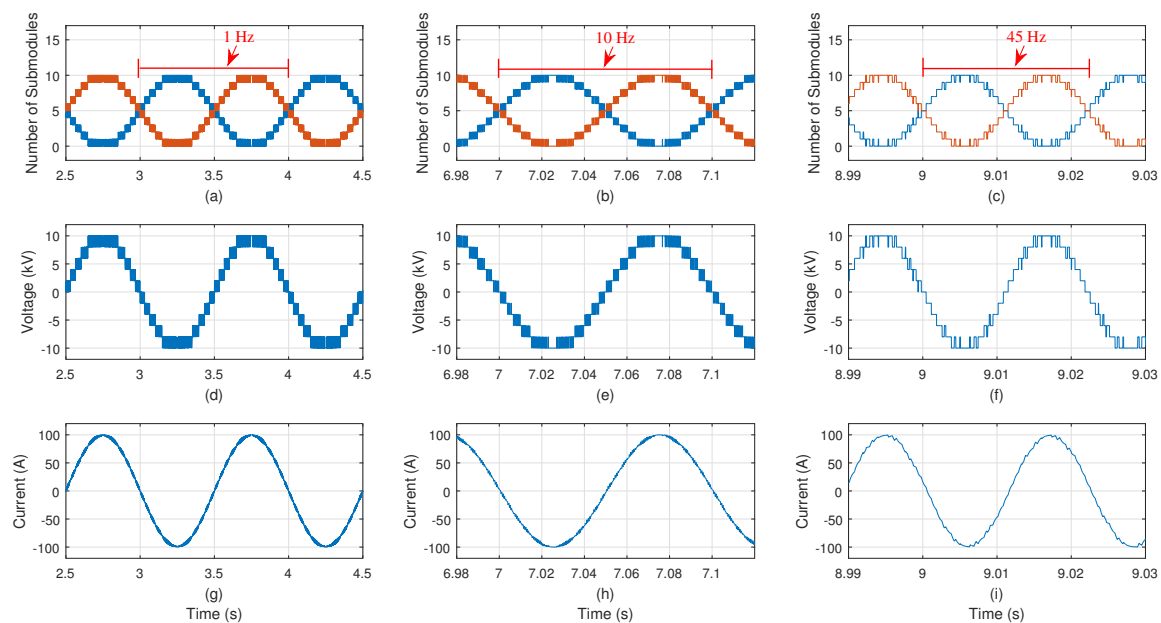 1 Hz
Number of Submodules
15
10
5
0
2.5 3 3.5 4 4.5
(a)
10 Hz
Number of Submodules
15
10
5
0
6.98 7 7.02 7.04 7.06 7.08 7.1
(b)
45 Hz
Number of Submodules
15
10
5
0
8.99 9 9.01 9.02 9.03
(c)
Voltage (kV)
10
5
0
-5
-10
2.5 3 3.5 4 4.5
(d)
Voltage (kV)
10
5
0
-5
-10
6.98 7 7.02 7.04 7.06 7.08 7.1
(e)
Voltage (kV)
10
5
0
-5
-10
8.99 9 9.01 9.02 9.03
(f)
Current (A)
100
50
0
-50
-100
2.5 3 3.5 4 4.5
(g)
Time (s)
Current (A)
100
50
0
-50
-100
6.98 7 7.02 7.04 7.06 7.08 7.1
(h)
Time (s)
Current (A)
100
50
0
-50
-100
8.99 9 9.01 9.02 9.03
(i)
Time (s)